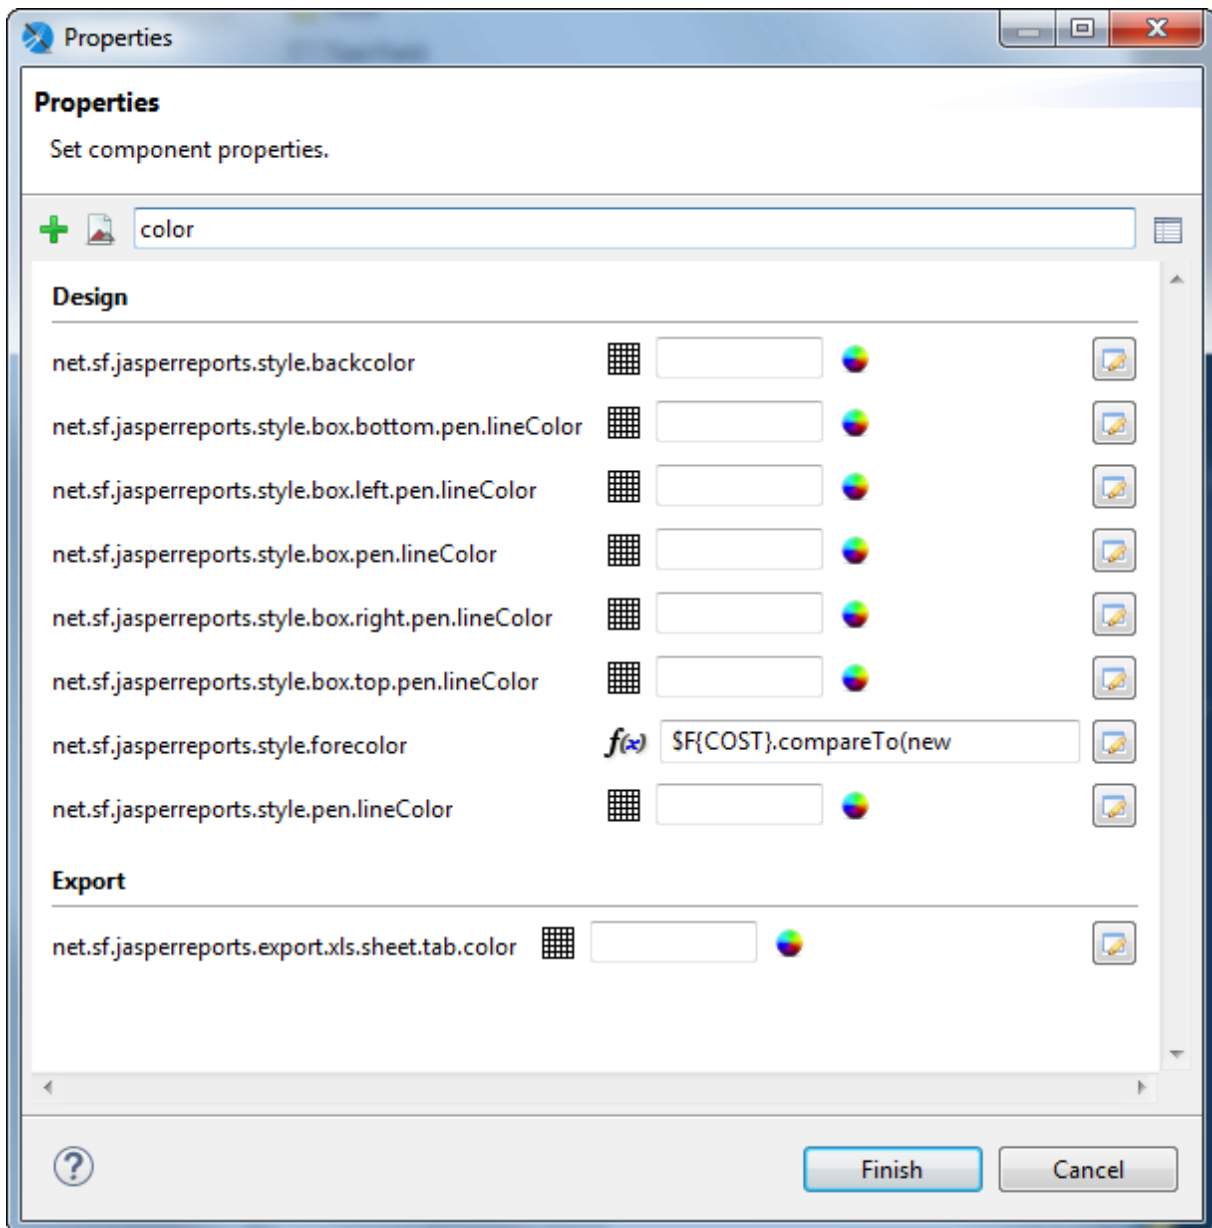 Properties
Properties
Set component properties.
color
Design
net.sf.jasperreports.style.backcolor
net.sf.jasperreports.style.box.bottom.pen.lineColor
net.sf.jasperreports.style.box.left.pen.lineColor
net.sf.jasperreports.style.box.pen.lineColor
net.sf.jasperreports.style.box.right.pen.lineColor
net.sf.jasperreports.style.box.top.pen.lineColor
net.sf.jasperreports.style.forecolor f(x) $F{COST}.compareTo(new
net.sf.jasperreports.style.pen.lineColor
Export
net.sf.jasperreports.export.xls.sheet.tab.color
? Finish Cancel